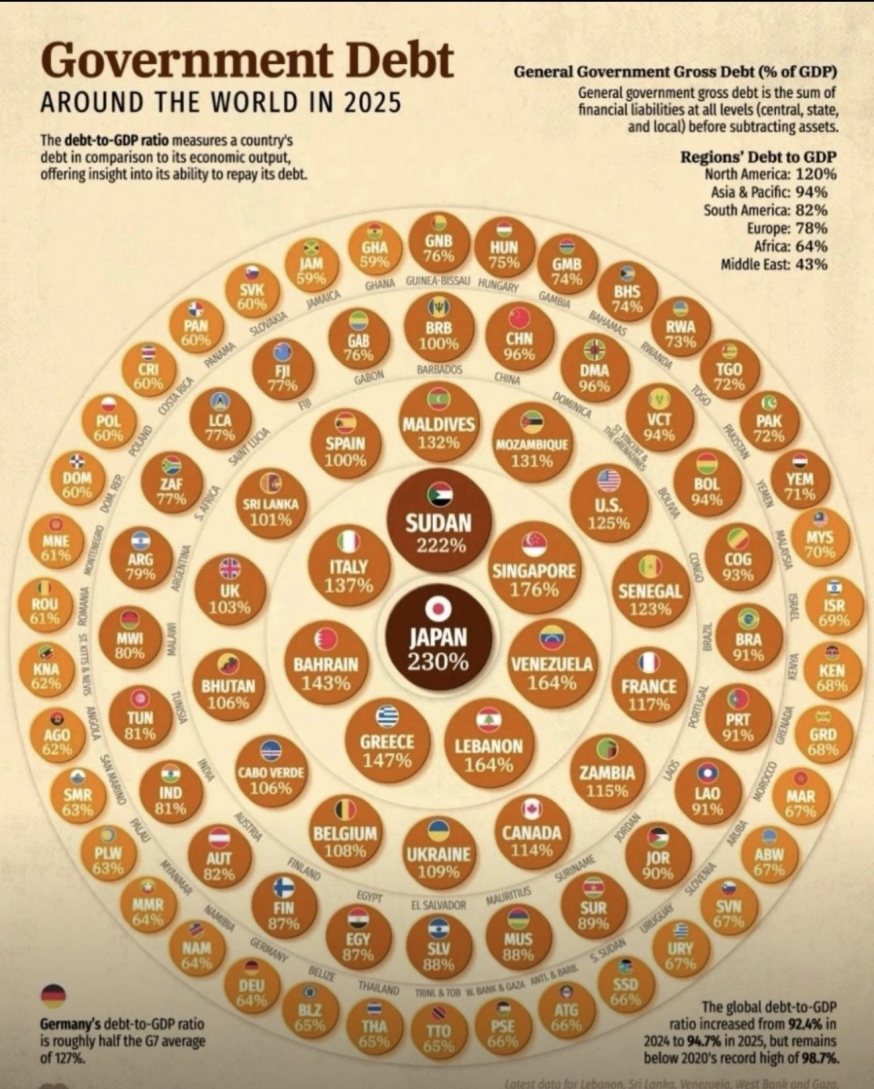 Government Debt
AROUND THE WORLD IN 2025
The debt-to-GDP ratio measures a country's
debt in comparison to its economic output,
offering insight into its ability to repay its debt.
General Government Gross Debt (% of GDP)
General government gross debt is the sum of
financial liabilities at all levels (central, state,
and local) before subtracting assets.
Regions' Debt to GDP
North America: 120%
Asia & Pacific: 94%
South America: 82%
Europe: 78%
Africa: 64%
Middle East: 43%
JAPAN
230%
SUDAN
222%
SINGAPORE
176%
VENEZUELA
164%
LEBANON
164%
GREECE
147%
BAHRAIN
143%
ITALY
137%
MALDIVES
132%
MOZAMBIQUE
131%
U.S.
125%
SENEGAL
123%
FRANCE
117%
ZAMBIA
115%
CANADA
114%
UKRAINE
109%
BELGIUM
108%
CABO VERDE
106%
BHUTAN
106%
UK
103%
SRI LANKA
101%
SPAIN
100%
BRB
100%
BARBADOS
CHN
96%
CHINA
DMA
96%
DOMINICA
VCT
94%
ST. VINCENT &
THE GRENADINES
BOL
94%
BOLIVIA
COG
93%
CONGO
BRA
91%
BRAZIL
PRT
91%
PORTUGAL
LAO
91%
LAOS
JOR
90%
JORDAN
SUR
89%
SURINAME
MUS
88%
MAURITIUS
SLV
88%
EL SALVADOR
EGY
87%
EGYPT
FIN
87%
FINLAND
AUT
82%
AUSTRIA
IND
81%
INDIA
TUN
81%
TUNISIA
MWI
80%
MALAWI
ARG
79%
ARGENTINA
ZAF
77%
S. AFRICA
LCA
77%
SAINT LUCIA
FJI
77%
FIJI
GAB
76%
GABON
GNB
76%
GUINEA-BISSAU
HUN
75%
HUNGARY
GMB
74%
GAMBIA
BHS
74%
BAHAMAS
RWA
73%
RWANDA
TGO
72%
TOGO
PAK
72%
PAKISTAN
YEM
71%
YEMEN
MYS
70%
MALAYSIA
ISR
69%
ISRAEL
KEN
68%
KENYA
GRD
68%
GRENADA
MAR
67%
MOROCCO
ABW
67%
ARUBA
SVN
67%
SLOVENIA
URY
67%
URUGUAY
SSD
66%
S. SUDAN
ATG
66%
ANTI. & BARB.
PSE
66%
W. BANK & GAZA
TTO
65%
TRINI. & TOB
THA
65%
THAILAND
BLZ
65%
BELIZE
DEU
64%
GERMANY
NAM
64%
NAMIBIA
MMR
64%
MYANMAR
PLW
63%
PALAU
SMR
63%
SAN MARINO
AGO
62%
ANGOLA
KNA
62%
ST. KITTS & NEVIS
ROU
61%
ROMANIA
MNE
61%
MONTENEGRO
DOM
60%
DOM. REP.
POL
60%
POLAND
CRI
60%
COSTA RICA
PAN
60%
PANAMA
SVK
60%
SLOVAKIA
JAM
59%
JAMAICA
GHA
59%
GHANA
Germany's debt-to-GDP ratio
is roughly half the G7 average
of 127%.
The global debt-to-GDP
ratio increased from 92.4% in
2024 to 94.7% in 2025, but remains
below 2020's record high of 98.7%.
Latest data for Lebanon, Sri Lanka, Venezuela, West Bank and Gaza.